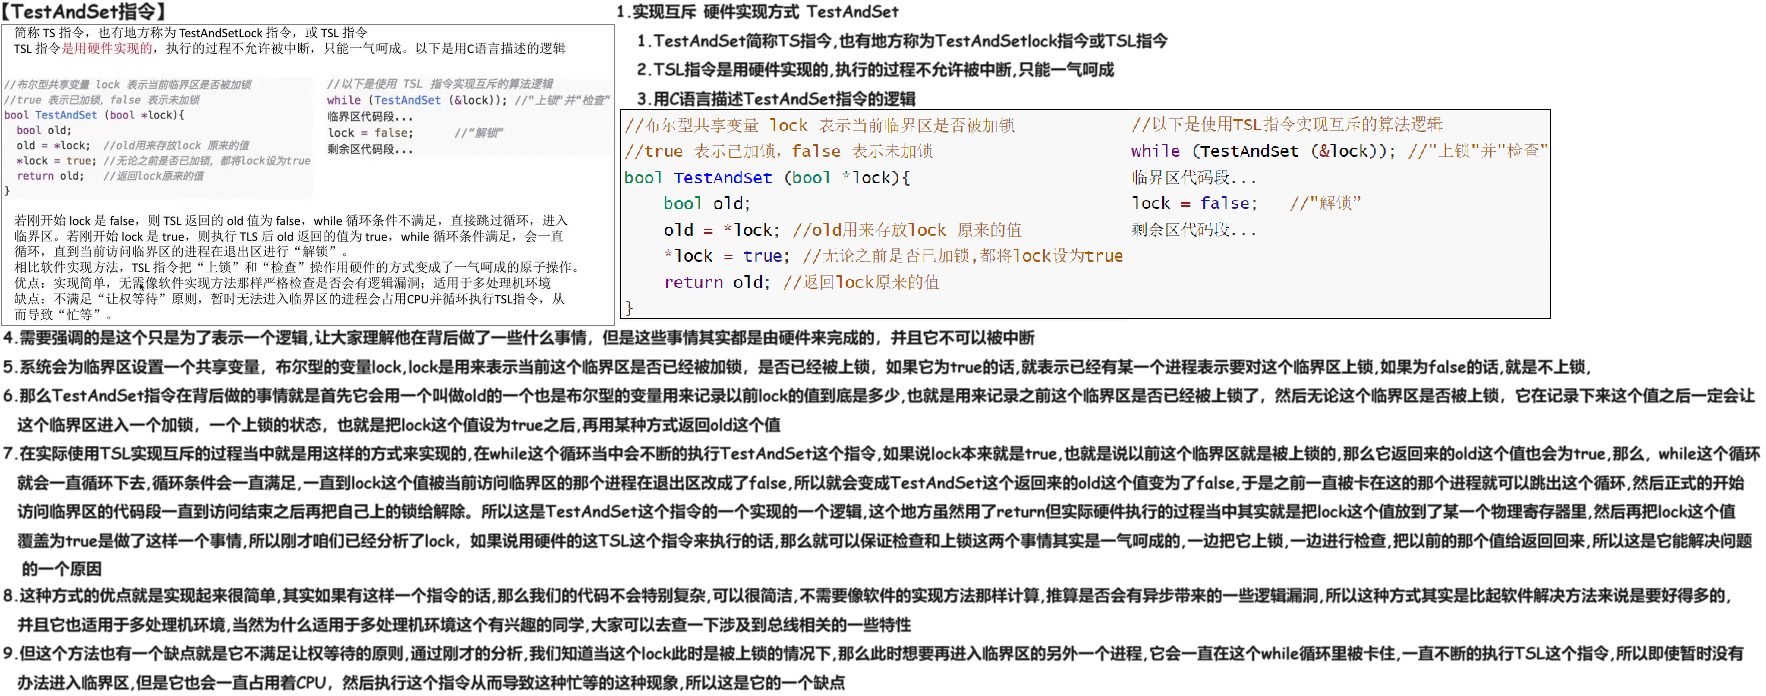 【TestAndSet指令】
简称 TS 指令，也有地方称为 TestAndSetLock 指令，或 TSL 指令
TSL 指令是用硬件实现的，执行的过程不允许被中断，只能一气呵成。以下是用C语言描述的逻辑
//布尔型共享变量 lock 表示当前临界区是否被加锁
//true 表示已加锁，false 表示未加锁
bool TestAndSet (bool *lock){
bool old;
old = *lock; //old用来存放lock 原来的值
*lock = true; //无论之前是否已加锁，都将lock设为true
return old; //返回lock原来的值
}
//以下是使用 TSL 指令实现互斥的算法逻辑
while (TestAndSet (&lock)); //"上锁"并"检查"
临界区代码段...
lock = false; //"解锁"
剩余区代码段...
若刚开始 lock 是 false，则 TSL 返回的 old 值为 false，while 循环条件不满足，直接跳过循环，进入
临界区。若刚开始 lock 是 true，则执行 TLS 后 old 返回的值为 true，while 循环条件满足，会一直
循环，直到当前访问临界区的进程在退出区进行“解锁”。
相比软件实现方法，TSL 指令把“上锁”和“检查”操作用硬件的方式变成了一气呵成的原子操作。
优点：实现简单，无需像软件实现方法那样严格检查是否会有逻辑漏洞；适用于多处理机环境
缺点：不满足“让权等待”原则，暂时无法进入临界区的进程会占用CPU并循环执行TSL指令，从
而导致“忙等”。
1.实现互斥 硬件实现方式 TestAndSet
1.TestAndSet简称TS指令,也有地方称为TestAndSetlock指令或TSL指令
2.TSL指令是用硬件实现的,执行的过程不允许被中断,只能一气呵成
3.用C语言描述TestAndSet指令的逻辑
//布尔型共享变量 lock 表示当前临界区是否被加锁
//true 表示已加锁，false 表示未加锁
bool TestAndSet (bool *lock){
bool old;
old = *lock; //old用来存放lock 原来的值
*lock = true; //无论之前是否已加锁,都将lock设为true
return old; //返回lock原来的值
}
//以下是使用TSL指令实现互斥的算法逻辑
while (TestAndSet (&lock)); //"上锁"并"检查"
临界区代码段...
lock = false; //"解锁"
剩余区代码段...
4.需要强调的是这个只是为了表示一个逻辑,让大家理解他在背后做了一些什么事情，但是这些事情其实都是由硬件来完成的，并且它不可以被中断
5.系统会为临界区设置一个共享变量，布尔型的变量lock,lock是用来表示当前这个临界区是否已经被加锁，是否已经被上锁，如果它为true的话,就表示已经有某一个进程表示要对这个临界区上锁,如果为false的话,就是不上锁,
6.那么TestAndSet指令在背后做的事情就是首先它会用一个叫做old的一个也是布尔型的变量用来记录以前lock的值到底是多少,也就是用来记录之前这个临界区是否已经被上锁了，然后无论这个临界区是否被上锁，它在记录下来这个值之后一定会让
这个临界区进入一个加锁，一个上锁的状态，也就是把lock这个值设为true之后,再用某种方式返回old这个值
7.在实际使用TSL实现互斥的过程当中就是用这样的方式来实现的,在while这个循环当中会不断的执行TestAndSet这个指令,如果说lock本来就是true,也就是说以前这个临界区就是被上锁的,那么它返回来的old这个值也会为true,那么，while这个循环
就会一直循环下去,循环条件会一直满足,一直到lock这个值被当前访问临界区的那个进程在退出区改成了false,所以就会变成TestAndSet这个返回来的old这个值变为了false,于是之前一直被卡在这的那个进程就可以跳出这个循环,然后正式的开始
访问临界区的代码段一直到访问结束之后再把自己上的锁给解除。所以这是TestAndSet这个指令的一个实现的一个逻辑,这个地方虽然用了return但实际硬件执行的过程当中其实就是把lock这个值放到了某一个物理寄存器里,然后再把lock这个值
覆盖为true是做了这样一个事情,所以刚才咱们已经分析了lock，如果说用硬件的这TSL这个指令来执行的话,那么就可以保证检查和上锁这两个事情其实是一气呵成的,一边把它上锁,一边进行检查,把以前的那个值给返回回来,所以这是它能解决问题
的一个原因
8.这种方式的优点就是实现起来很简单,其实如果有这样一个指令的话,那么我们的代码不会特别复杂,可以很简洁,不需要像软件的实现方法那样计算,推算是否会有异步带来的一些逻辑漏洞,所以这种方式其实是比起软件解决方法来说是要好得多的,
并且它也适用于多处理机环境,当然为什么适用于多处理机环境这个有兴趣的同学,大家可以去查一下涉及到总线相关的一些特性
9.但这个方法也有一个缺点就是它不满足让权等待的原则,通过刚才的分析,我们知道当这个lock此时是被上锁的情况下,那么此时想要再进入临界区的另外一个进程,它会一直在这个while循环里被卡住,一直不断的执行TSL这个指令,所以即使暂时没有
办法进入临界区,但是它也会一直占用着CPU，然后执行这个指令从而导致这种忙等的这种现象,所以这是它的一个缺点